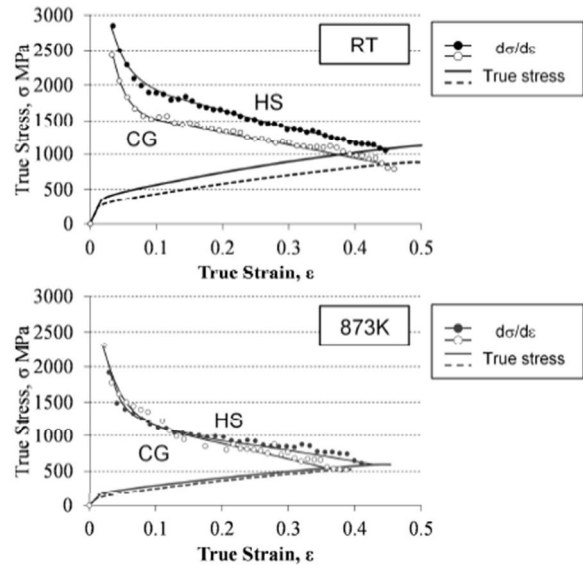 True Stress, σ MPa
3000
2500
2000
1500
1000
500
0
RT
HS
CG
0
0.1
0.2
0.3
0.4
0.5
True Strain, ε
dσ/dε
True stress
True Stress, σ MPa
3000
2500
2000
1500
1000
500
0
873K
HS
CG
0
0.1
0.2
0.3
0.4
0.5
True Strain, ε
dσ/dε
True stress